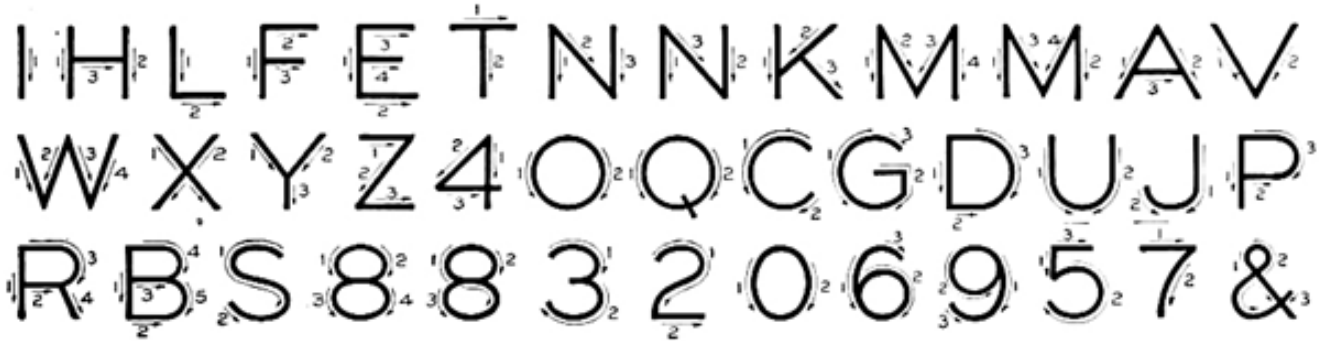 I H L F E T N N K M M A V
W X Y Z 4 O Q C G D U J P
R B S 8 8 3 2 0 6 9 5 7 &